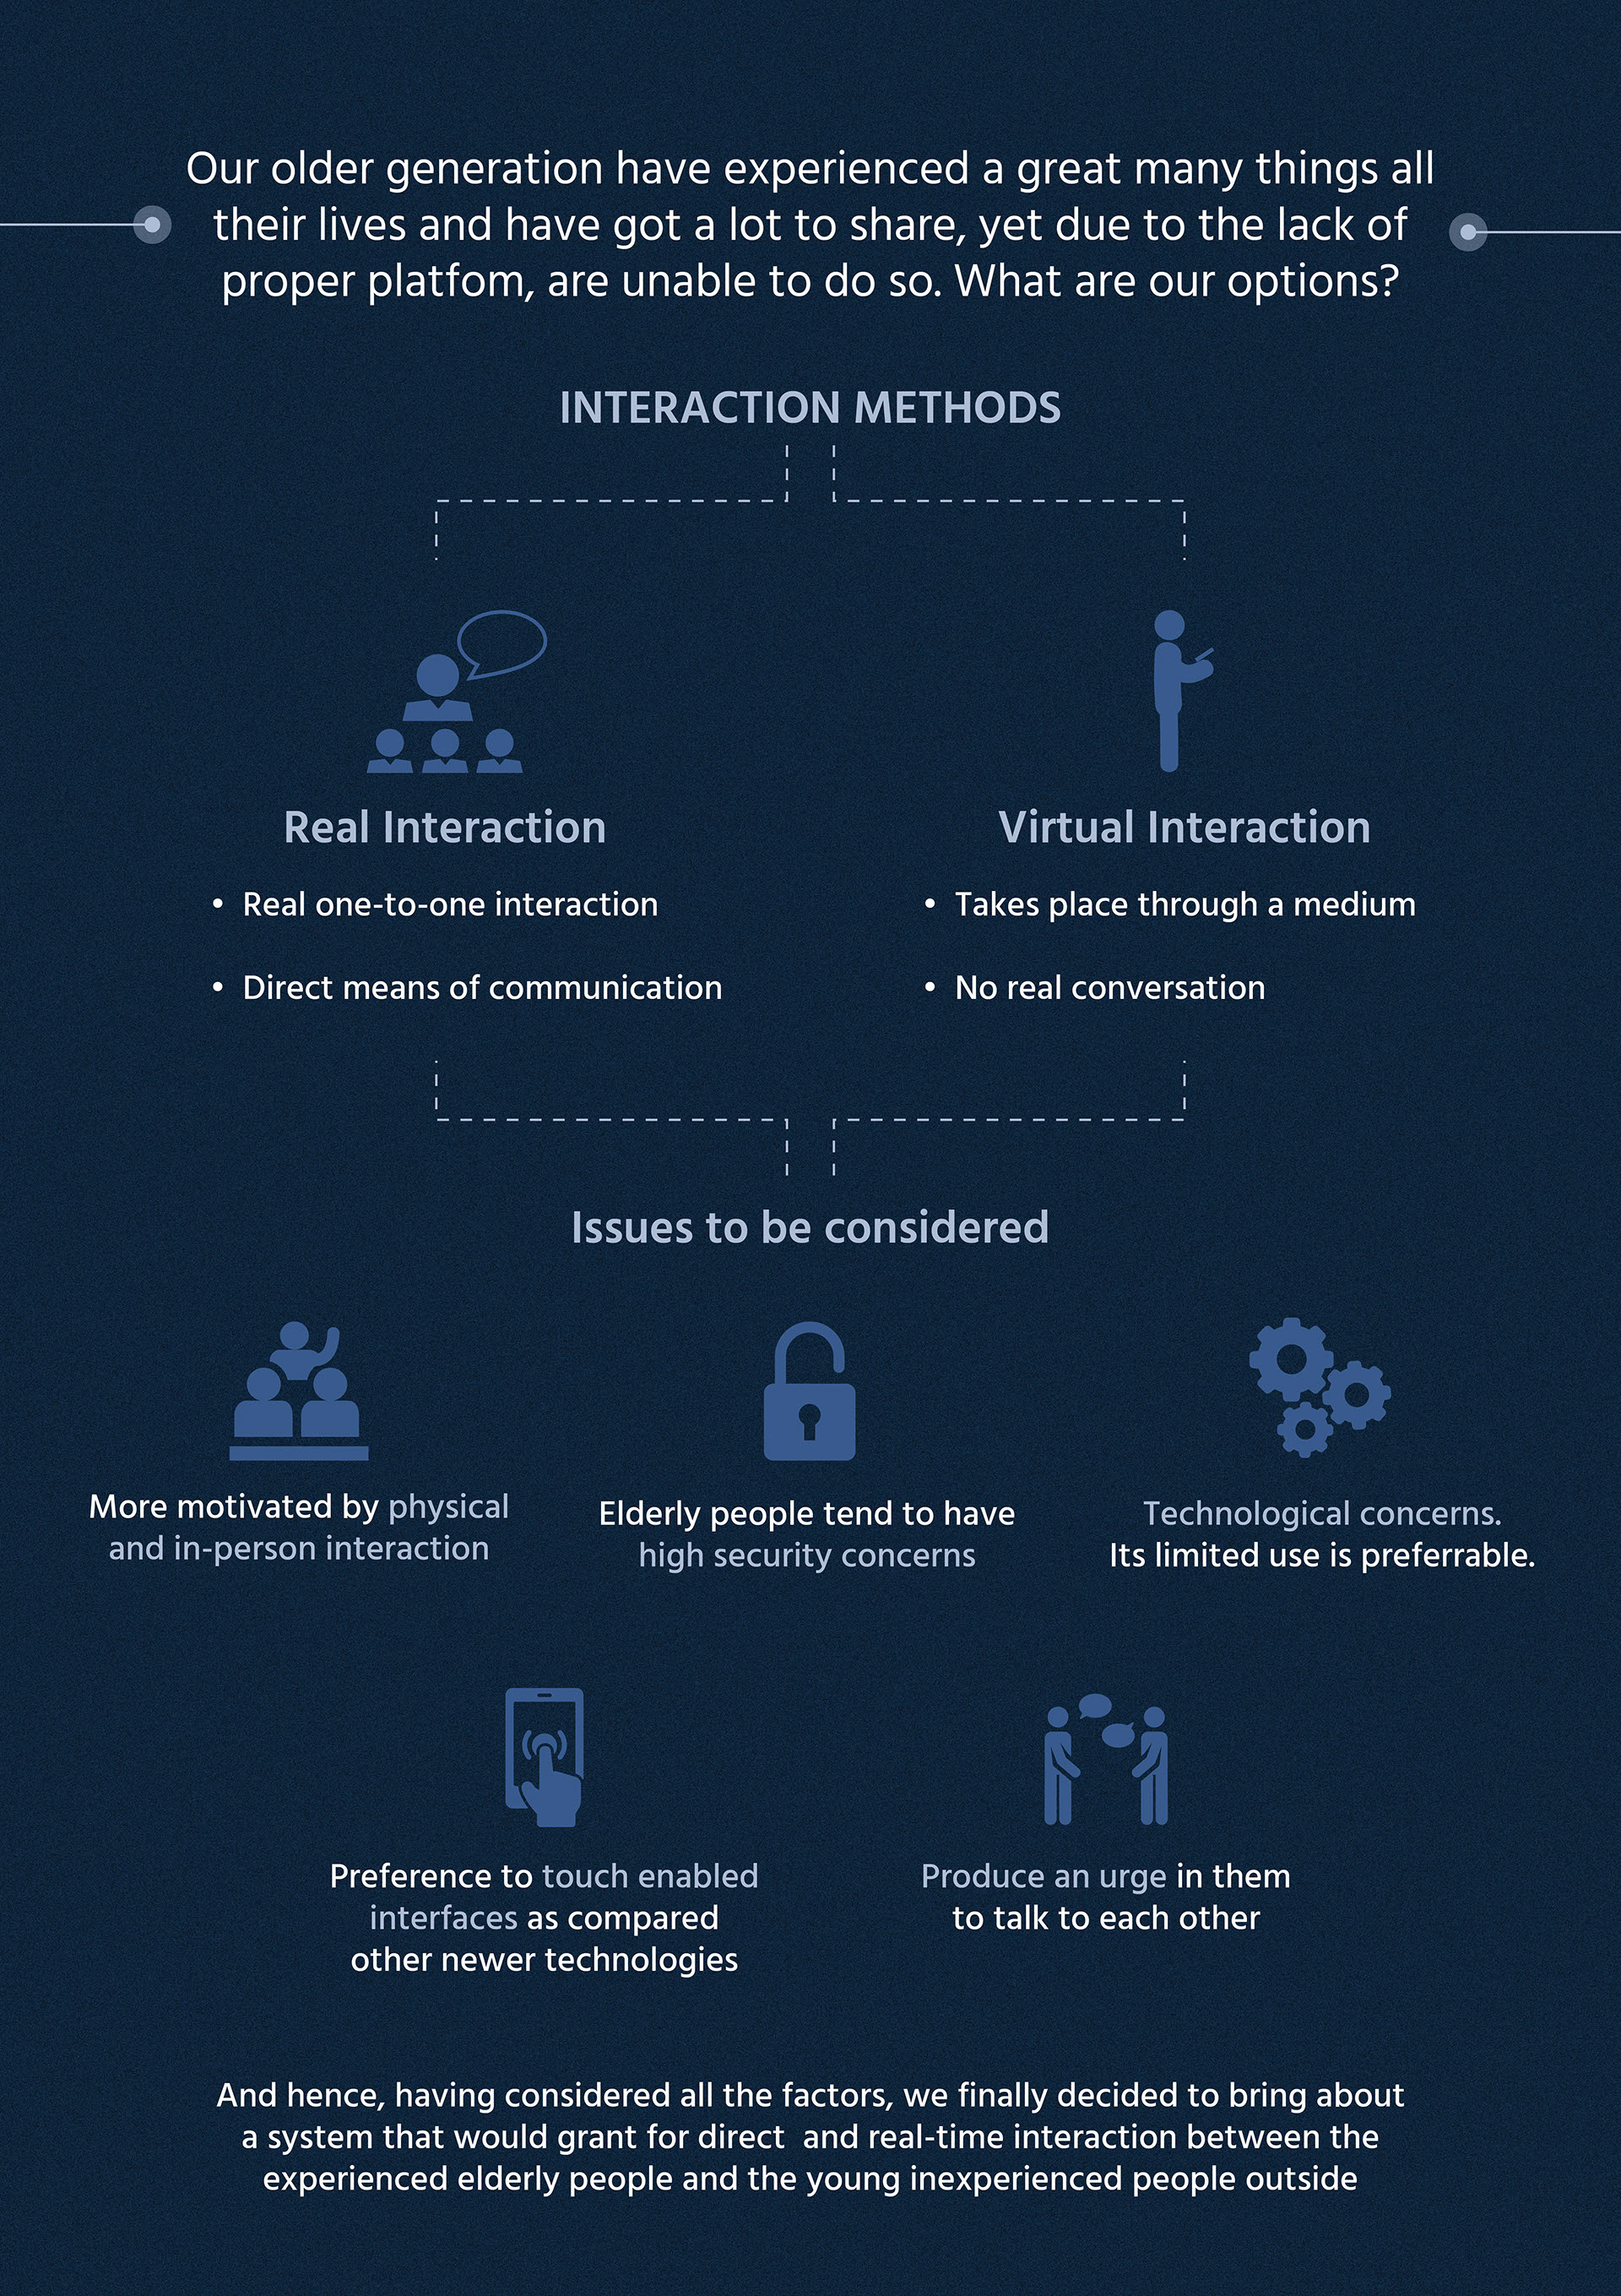 Our older generation have experienced a great many things all
their lives and have got a lot to share, yet due to the lack of
proper platfom, are unable to do so. What are our options?
INTERACTION METHODS
Real Interaction
• Real one-to-one interaction
• Direct means of communication
Virtual Interaction
• Takes place through a medium
• No real conversation
Issues to be considered
More motivated by physical
and in-person interaction
Elderly people tend to have
high security concerns
Technological concerns.
Its limited use is preferrable.
Preference to touch enabled
interfaces as compared
other newer technologies
Produce an urge in them
to talk to each other
And hence, having considered all the factors, we finally decided to bring about
a system that would grant for direct  and real-time interaction between the
experienced elderly people and the young inexperienced people outside